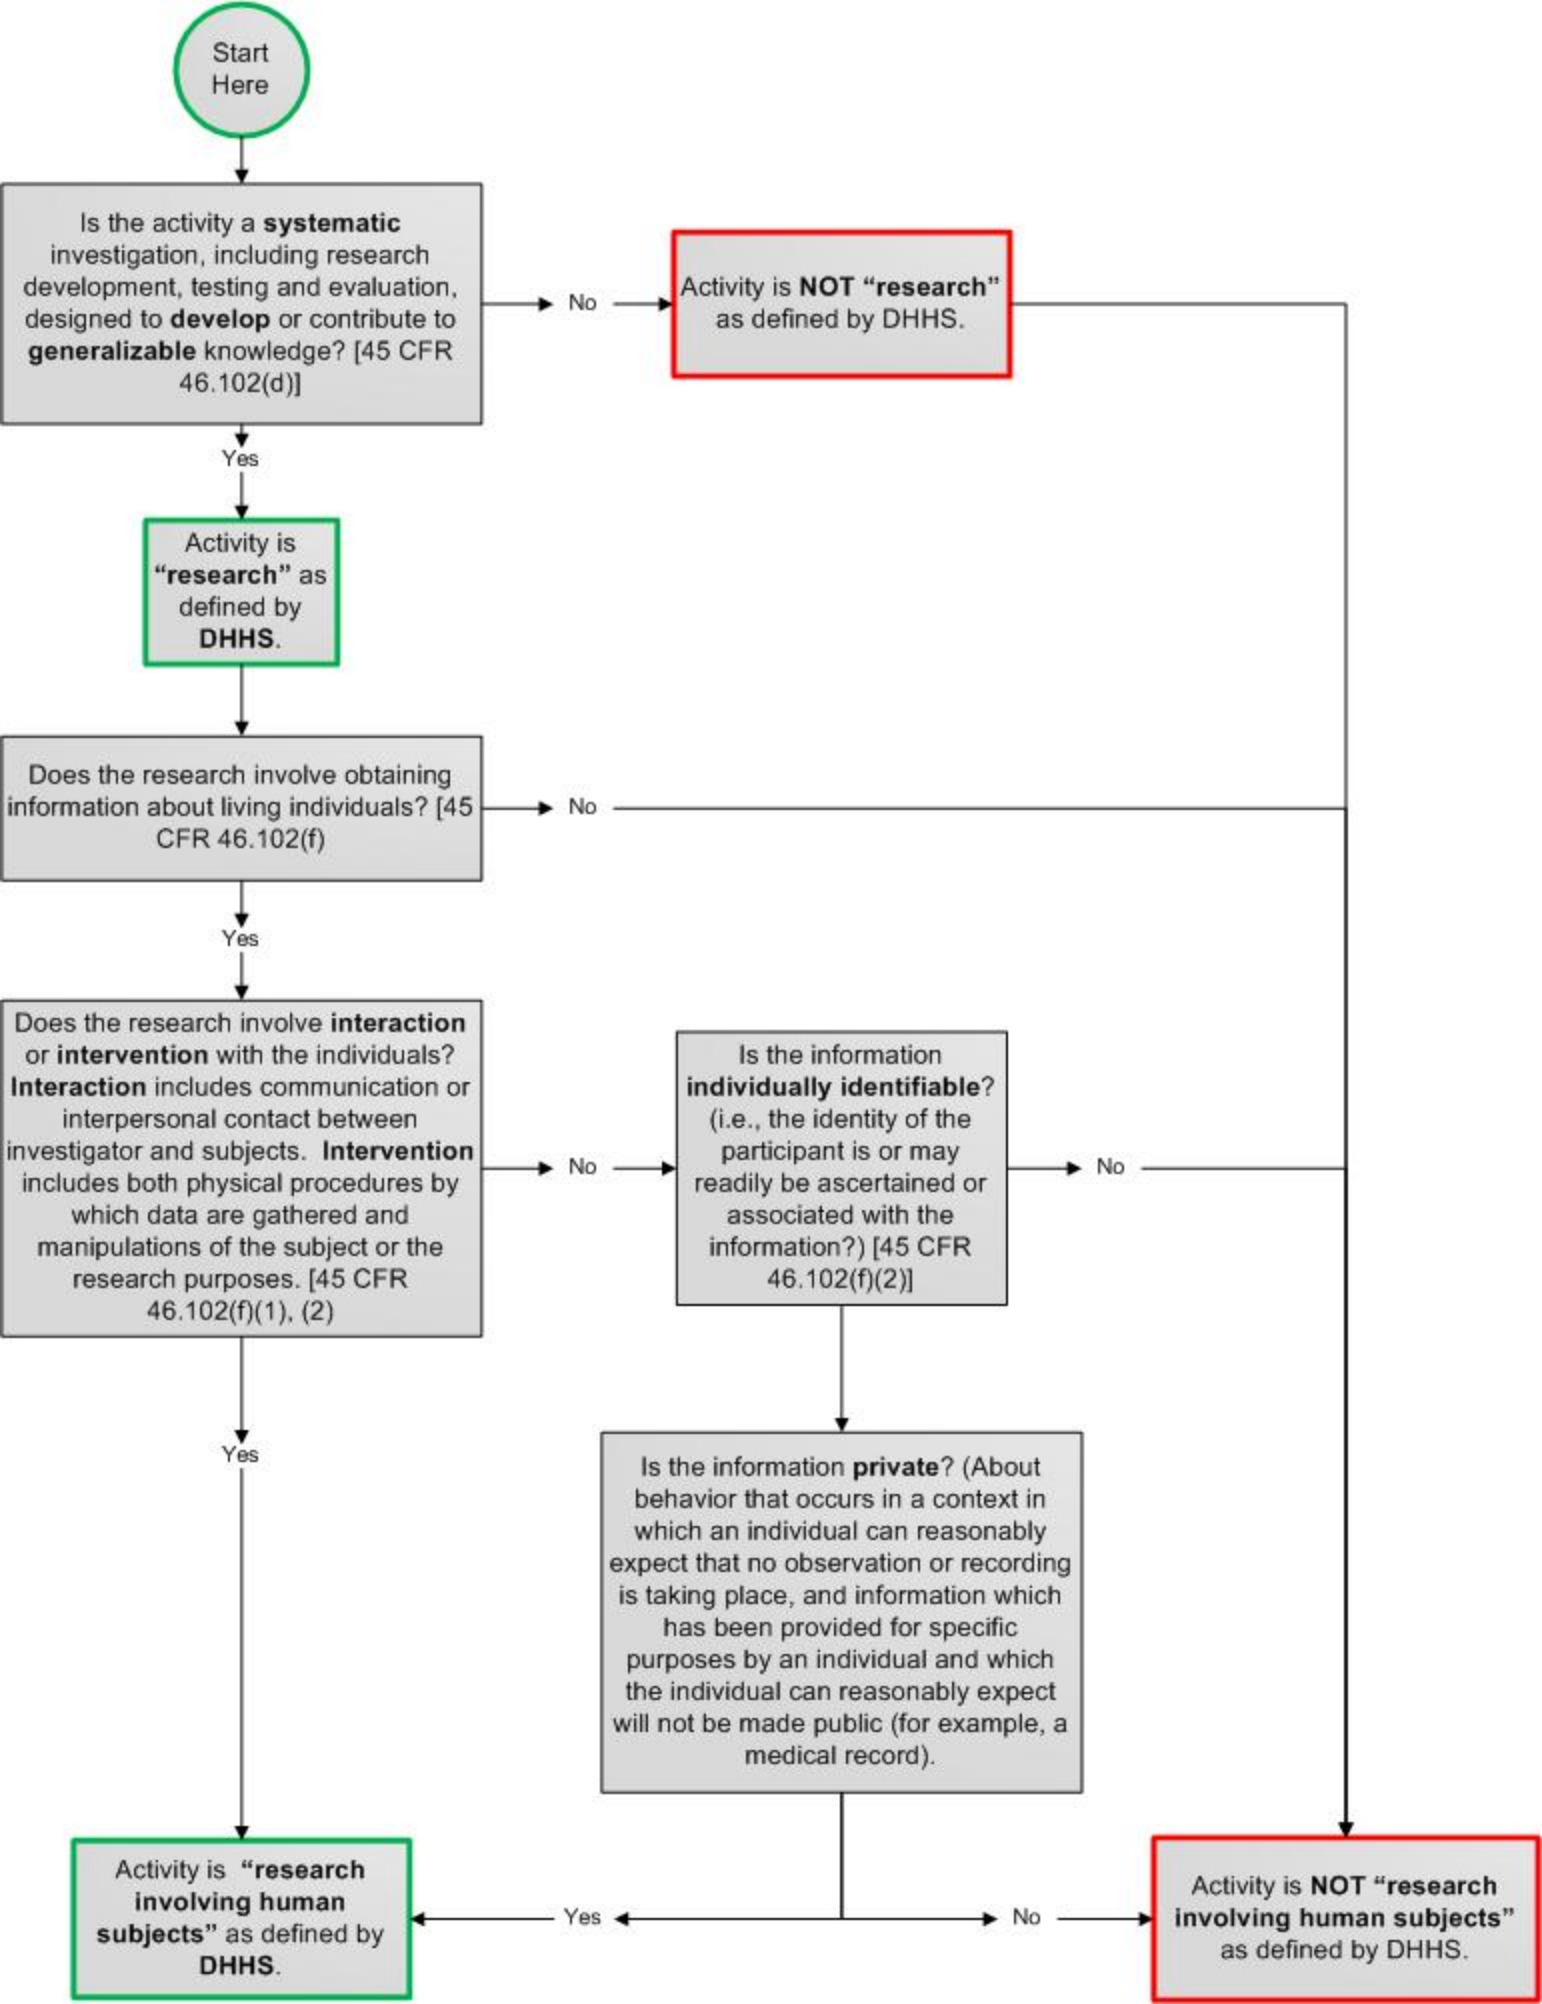 Start
Here
Is the activity a systematic
investigation, including research
development, testing and evaluation,
designed to develop or contribute to
generalizable knowledge? [45 CFR
46.102(d)]
No
Activity is NOT “research”
as defined by DHHS.
Yes
Activity is
“research” as
defined by
DHHS.
Does the research involve obtaining
information about living individuals? [45
CFR 46.102(f)
No
Yes
Does the research involve interaction
or intervention with the individuals?
Interaction includes communication or
interpersonal contact between
investigator and subjects. Intervention
includes both physical procedures by
which data are gathered and
manipulations of the subject or the
research purposes. [45 CFR
46.102(f)(1), (2)
No
Is the information
individually identifiable?
(i.e., the identity of the
participant is or may
readily be ascertained or
associated with the
information?) [45 CFR
46.102(f)(2)]
No
Yes
Is the information private? (About
behavior that occurs in a context in
which an individual can reasonably
expect that no observation or recording
is taking place, and information which
has been provided for specific
purposes by an individual and which
the individual can reasonably expect
will not be made public (for example, a
medical record).
Activity is “research
involving human
subjects” as defined by
DHHS.
Yes
No
Activity is NOT “research
involving human subjects”
as defined by DHHS.